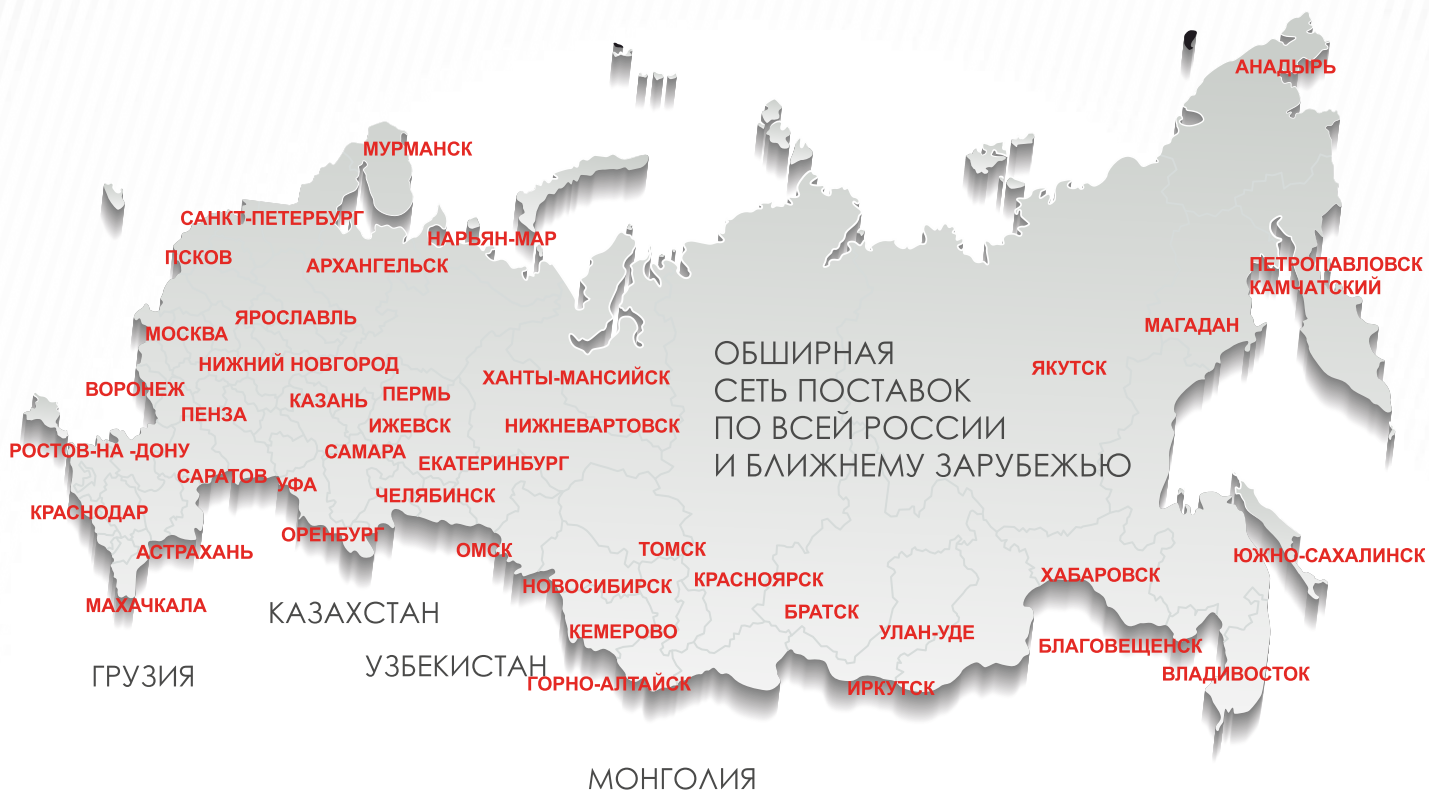 АНАДЫРЬ
МУРМАНСК
САНКТ-ПЕТЕРБУРГ
НАРЬЯН-МАР
ПСКОВ
АРХАНГЕЛЬСК
ПЕТРОПАВЛОВСК
КАМЧАТСКИЙ
ЯРОСЛАВЛЬ
МОСКВА
МАГАДАН
НИЖНИЙ НОВГОРОД
ЯКУТСК
ХАНТЫ-МАНСИЙСК
ВОРОНЕЖ
ПЕРМЬ
КАЗАНЬ
ПЕНЗА
ИЖЕВСК
НИЖНЕВАРТОВСК
ОБШИРНАЯ
СЕТЬ ПОСТАВОК
ПО ВСЕЙ РОССИИ
И БЛИЖНЕМУ ЗАРУБЕЖЬЮ
РОСТОВ-НА -ДОНУ
САМАРА
ЕКАТЕРИНБУРГ
САРАТОВ
УФА
ЧЕЛЯБИНСК
КРАСНОДАР
ОРЕНБУРГ
АСТРАХАНЬ
ОМСК
ТОМСК
ЮЖНО-САХАЛИНСК
НОВОСИБИРСК
КРАСНОЯРСК
ХАБАРОВСК
МАХАЧКАЛА
КАЗАХСТАН
БРАТСК
КЕМЕРОВО
УЛАН-УДЕ
БЛАГОВЕЩЕНСК
УЗБЕКИСТАН
ГРУЗИЯ
ВЛАДИВОСТОК
ГОРНО-АЛТАЙСК
ИРКУТСК
МОНГОЛИЯ